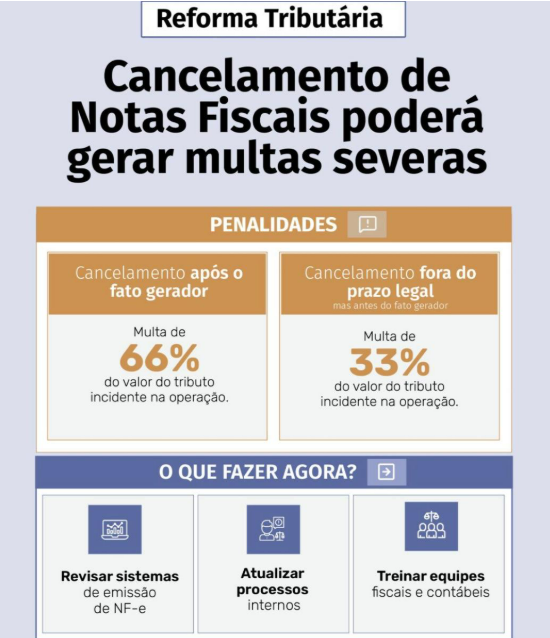 Reforma Tributária
Cancelamento de
Notas Fiscais poderá
gerar multas severas
PENALIDADES
Cancelamento após o
fato gerador
Multa de
66%
do valor do tributo
incidente na operação.
Cancelamento fora do
prazo legal
mas antes do fato gerador
Multa de
33%
do valor do tributo
incidente na operação.
O QUE FAZER AGORA?
Revisar sistemas
de emissão
de NF-e
Atualizar
processos
internos
Treinar equipes
fiscais e contábeis